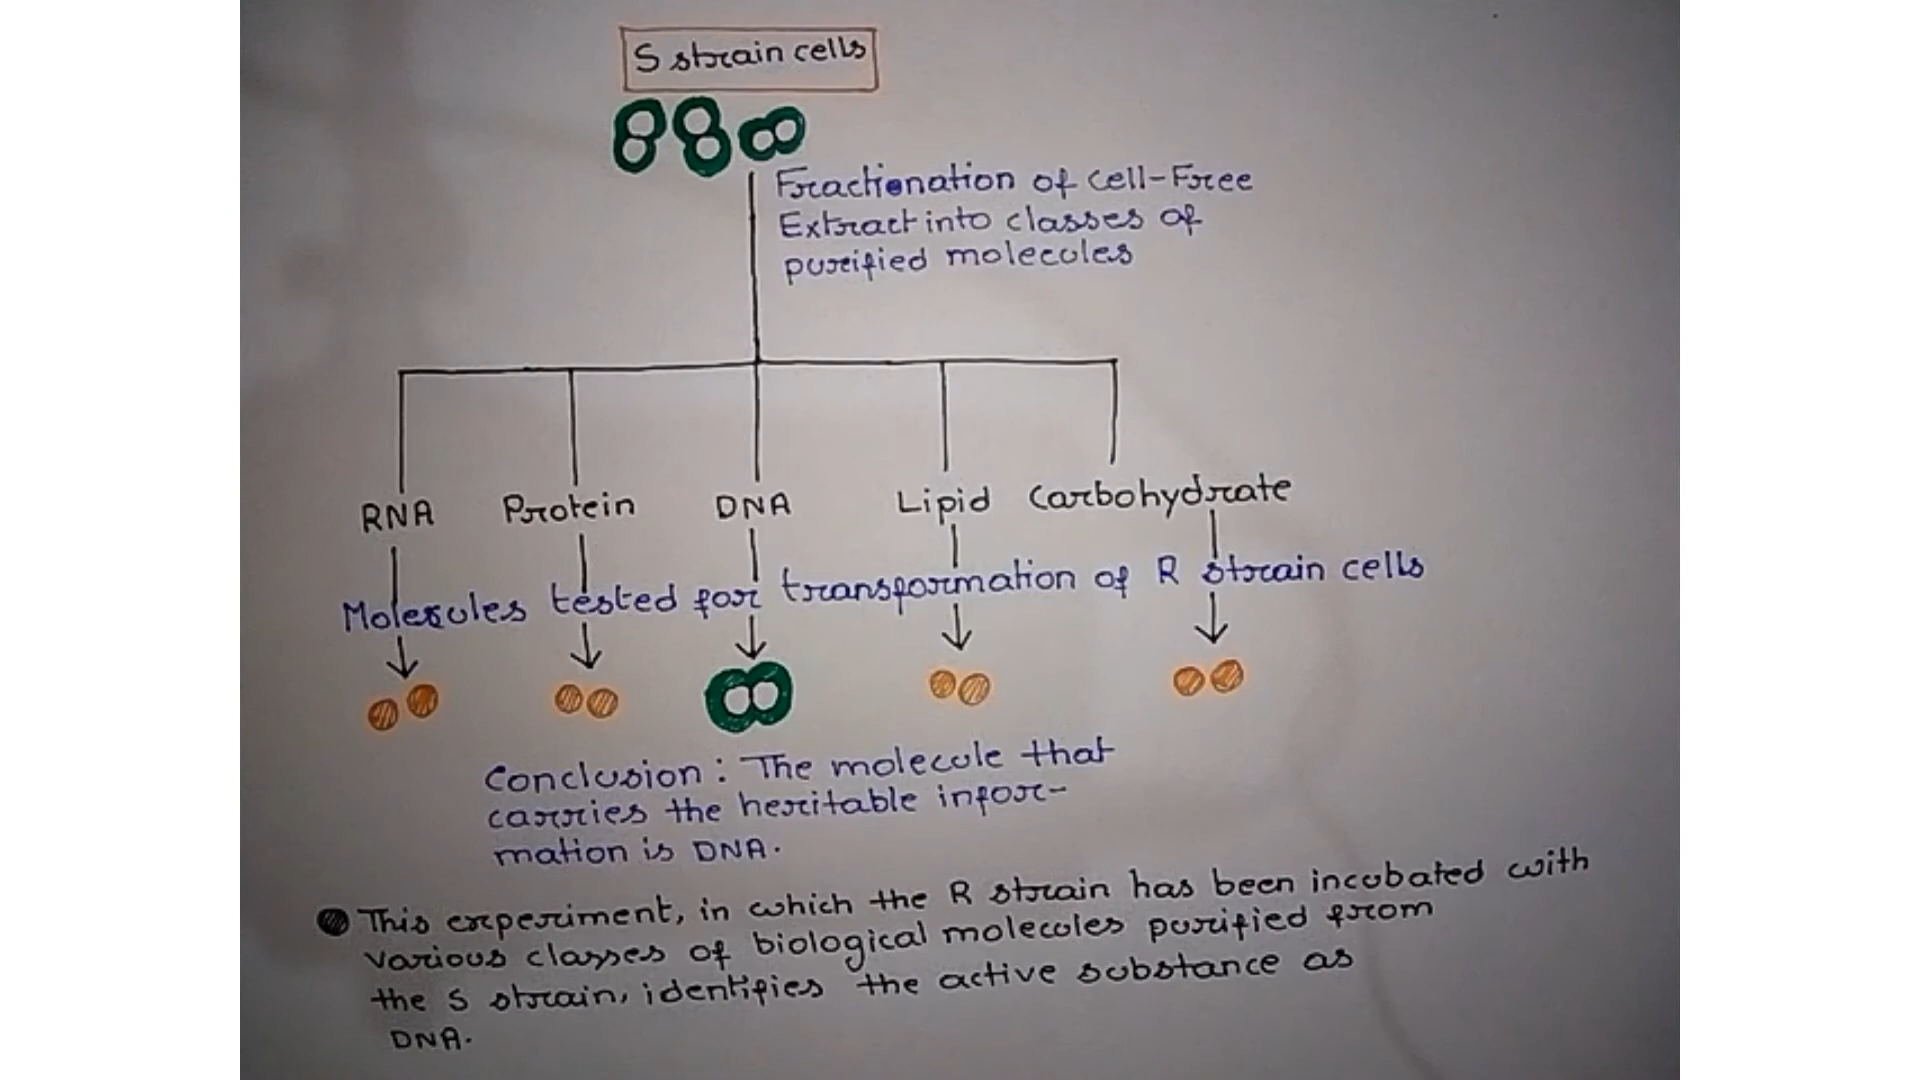 S strain cells
Fractionation of cell-Free
Extract into classes of
purified molecules
RNA Protein DNA Lipid Carbohydrate
Molecules tested for transformation of R strain cells
Conclusion : The molecule that
carries the heritable infor-
mation is DNA.
This experiment, in which the R strain has been incubated with
various classes of biological molecules purified from
the S strain, identifies the active substance as
DNA.